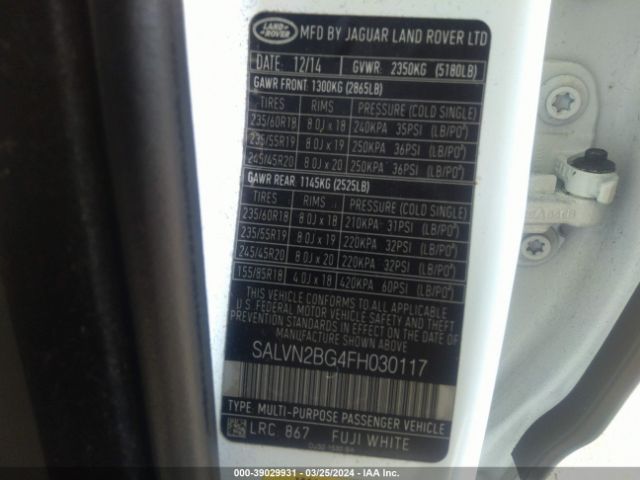 LAND ROVER MFD BY JAGUAR LAND ROVER LTD
DATE: 12/14 GVWR: 2350KG (5180LB)
GAWR FRONT: 1300KG (2865LB)
TIRES RIMS PRESSURE (COLD SINGLE)
235/60R18 8.0J x 18 240KPA 35PSI (LB/PO²)
235/55R19 8.0J x 19 250KPA 36PSI (LB/PO²)
245/45R20 8.0J x 20 250KPA 36PSI (LB/PO²)
GAWR REAR: 1145KG (2525LB)
TIRES RIMS PRESSURE (COLD SINGLE)
235/60R18 8.0J x 18 210KPA 31PSI (LB/PO²)
235/55R19 8.0J x 19 220KPA 32PSI (LB/PO²)
245/45R20 8.0J x 20 220KPA 32PSI (LB/PO²)
155/85R18 4.0J x 18 420KPA 60PSI (LB/PO²)
THIS VEHICLE CONFORMS TO ALL APPLICABLE
U.S. FEDERAL MOTOR VEHICLE SAFETY AND
THEFT PREVENTION STANDARDS IN EFFECT ON THE DATE OF
MANUFACTURE SHOWN ABOVE
SALVN2BG4FH030117
TYPE: MULTI-PURPOSE PASSENGER VEHICLE
LRC 867 FUJI WHITE
000-39029931 - 03/25/2024 - IAA Inc.